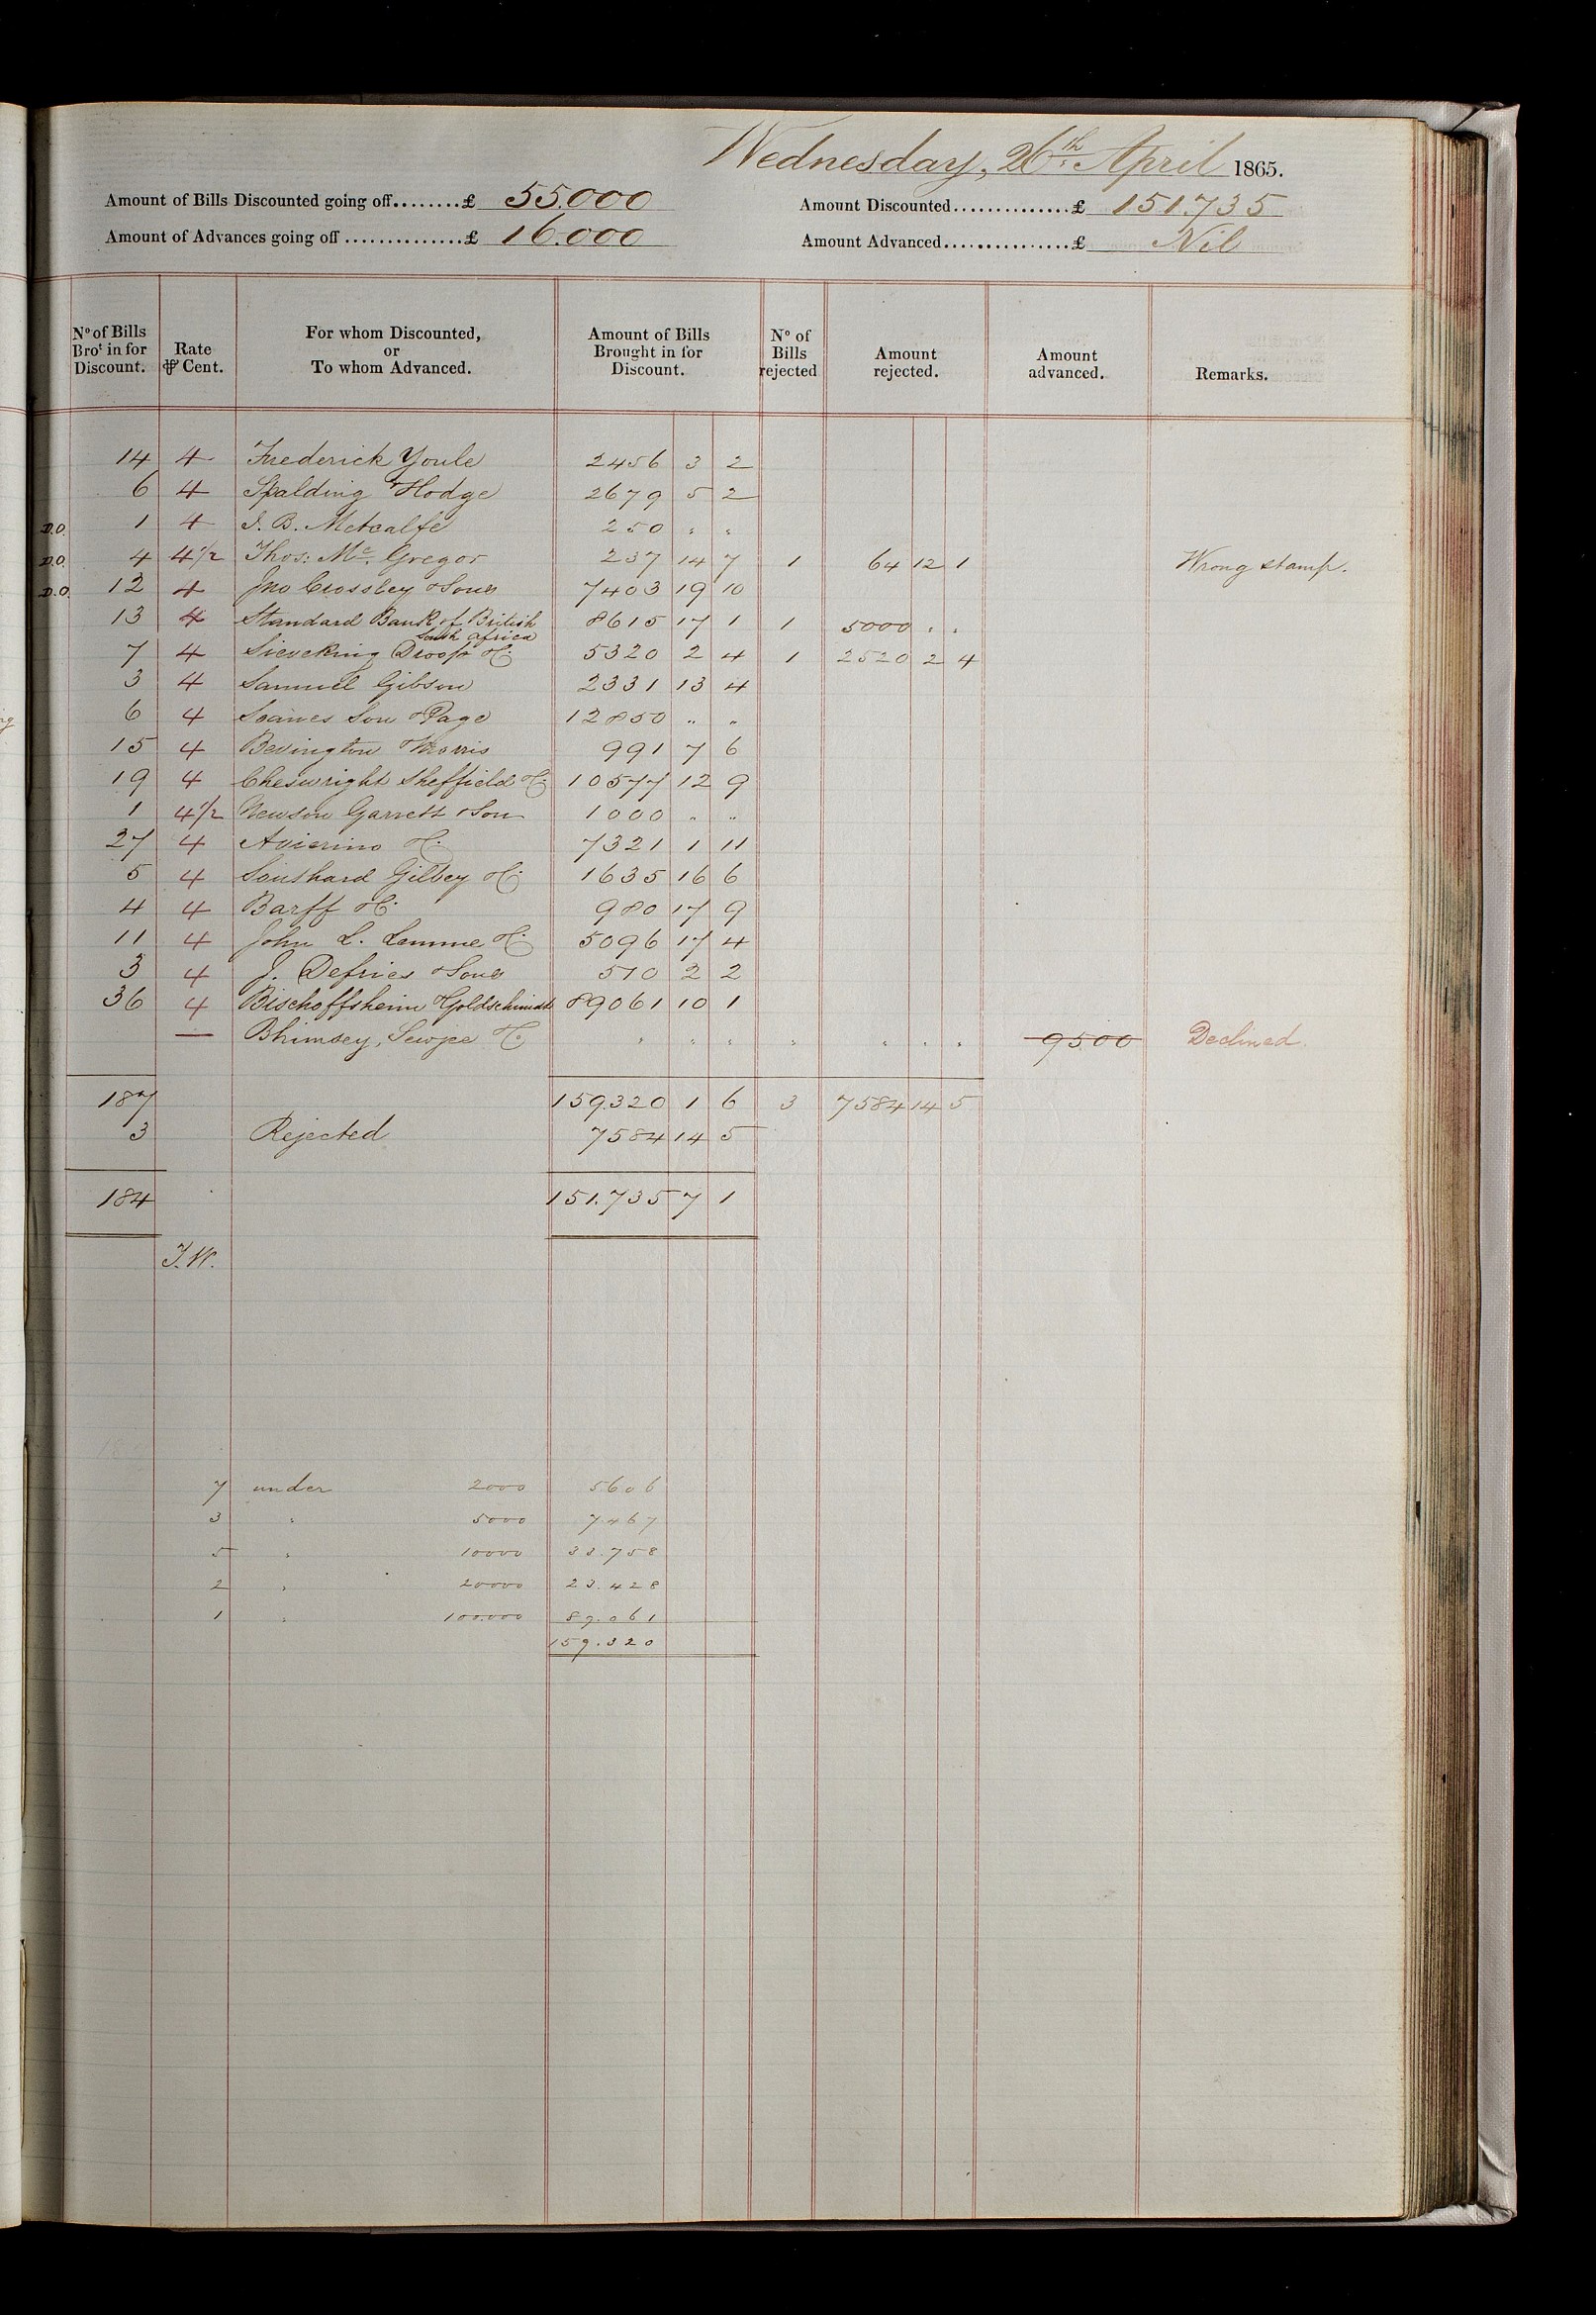 Wednesday, 26th April 1865.
Amount of Bills Discounted going off........£ 55.000 Amount Discounted..............£ 151.735
Amount of Advances going off ...............£ 16.000 Amount Advanced................£ Nil
No of Bills Brot in for Discount. Rate ⅌ Cent. For whom Discounted, or To whom Advanced. Amount of Bills Brought in for Discount. No of Bills rejected Amount rejected. Amount advanced. Remarks.
14 4 Frederick Youle 2456 3 2
6 4 Spalding & Hodge 2679 5 2
D.O. 1 4 J. B. Metcalfe 250 " "
D.O. 4 4 1/2 Thos: Mc. Gregor 237 14 7 1 64 12 1 Wrong stamp.
D.O. 12 4 Jno Crossley & Sons 7403 19 10
13 4 Standard Bank of British 8615 17 1 1 5000 . .
South Africa
7 4 Sieveking Droop & Co 5320 2 4 1 2520 2 4
3 4 Samuel Gibson 2331 13 4
6 4 Soames Son & Page 12850 " "
15 4 Bevington & Morris 991 7 6
19 4 Cheswright Sheffield & Co 10577 12 9
1 4 1/2 Newson Garrett & Son 1000 " "
27 4 Avierino & Co 7321 1 11
5 4 Southard Gilbey & Co 1635 16 6
4 4 Barff & Co 980 17 9
11 4 John L. Lemme & Co 5096 17 4
3 4 J. Defries & Sons 510 2 2
36 4 Bischoffsheim & Goldschmidt 89061 10 1
— Bhimsey, Sewjee & Co " " " " " " " 9500 Declined.
187 159.320 1 6 3 7584 14 5
3 Rejected 7584 14 5
184 151.735 7 1
J.W.
7 under 2000 5606
3 " 5000 7.467
5 " 10000 33.758
2 " 20000 23.428
1 " 100.000 89.061
159.320